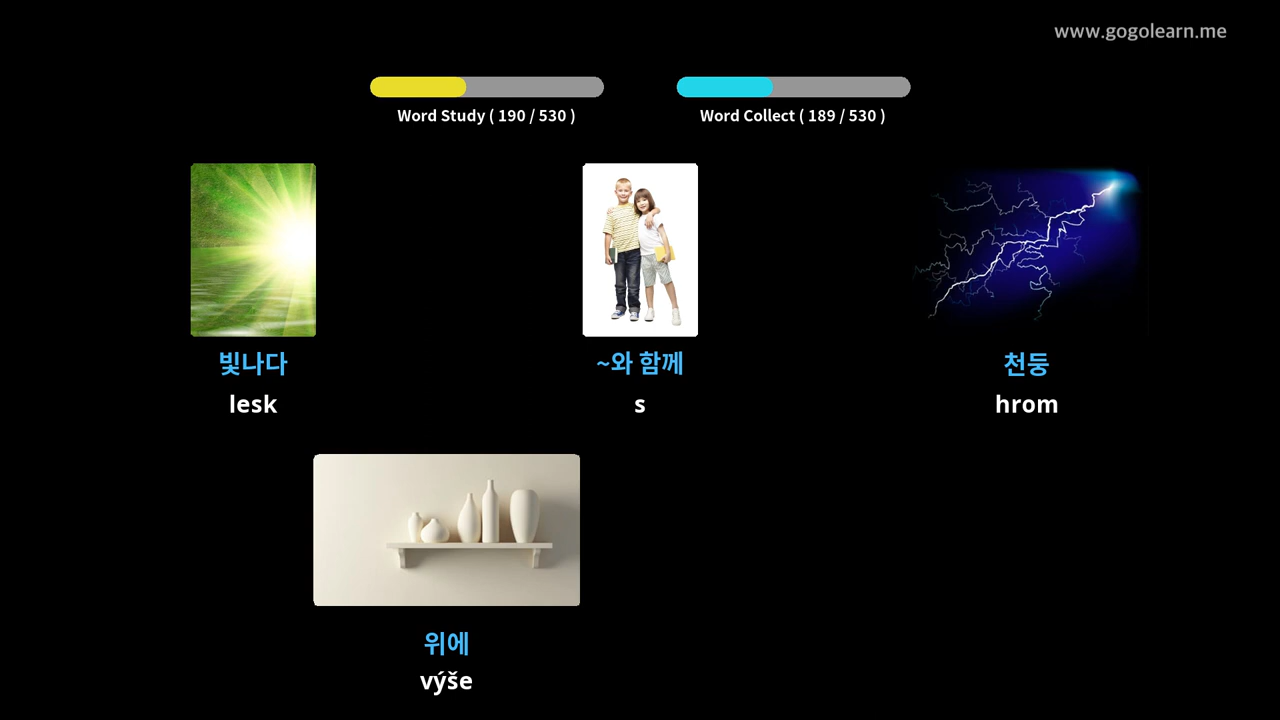 www.gogolearn.me
Word Study ( 190 / 530 )
Word Collect ( 189 / 530 )
빛나다
lesk
~와 함께
s
천둥
hrom
위에
výše